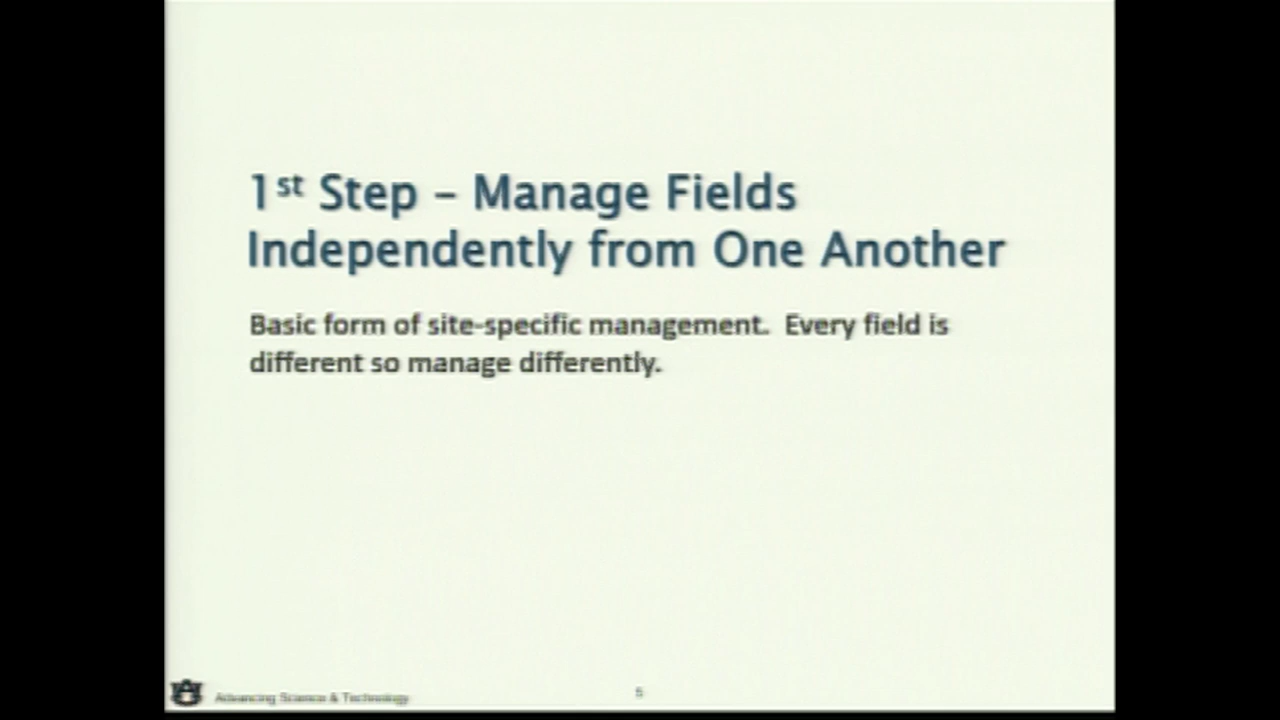 1st Step – Manage Fields
Independently from One Another
Basic form of site-specific management.  Every field is
different so manage differently.
Advancing Science & Technology
5